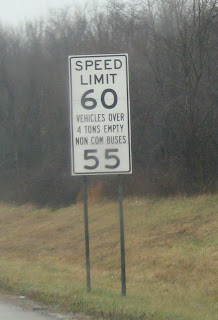 SPEED
LIMIT
60
VEHICLES OVER
4 TONS EMPTY
NON COM BUSES
55